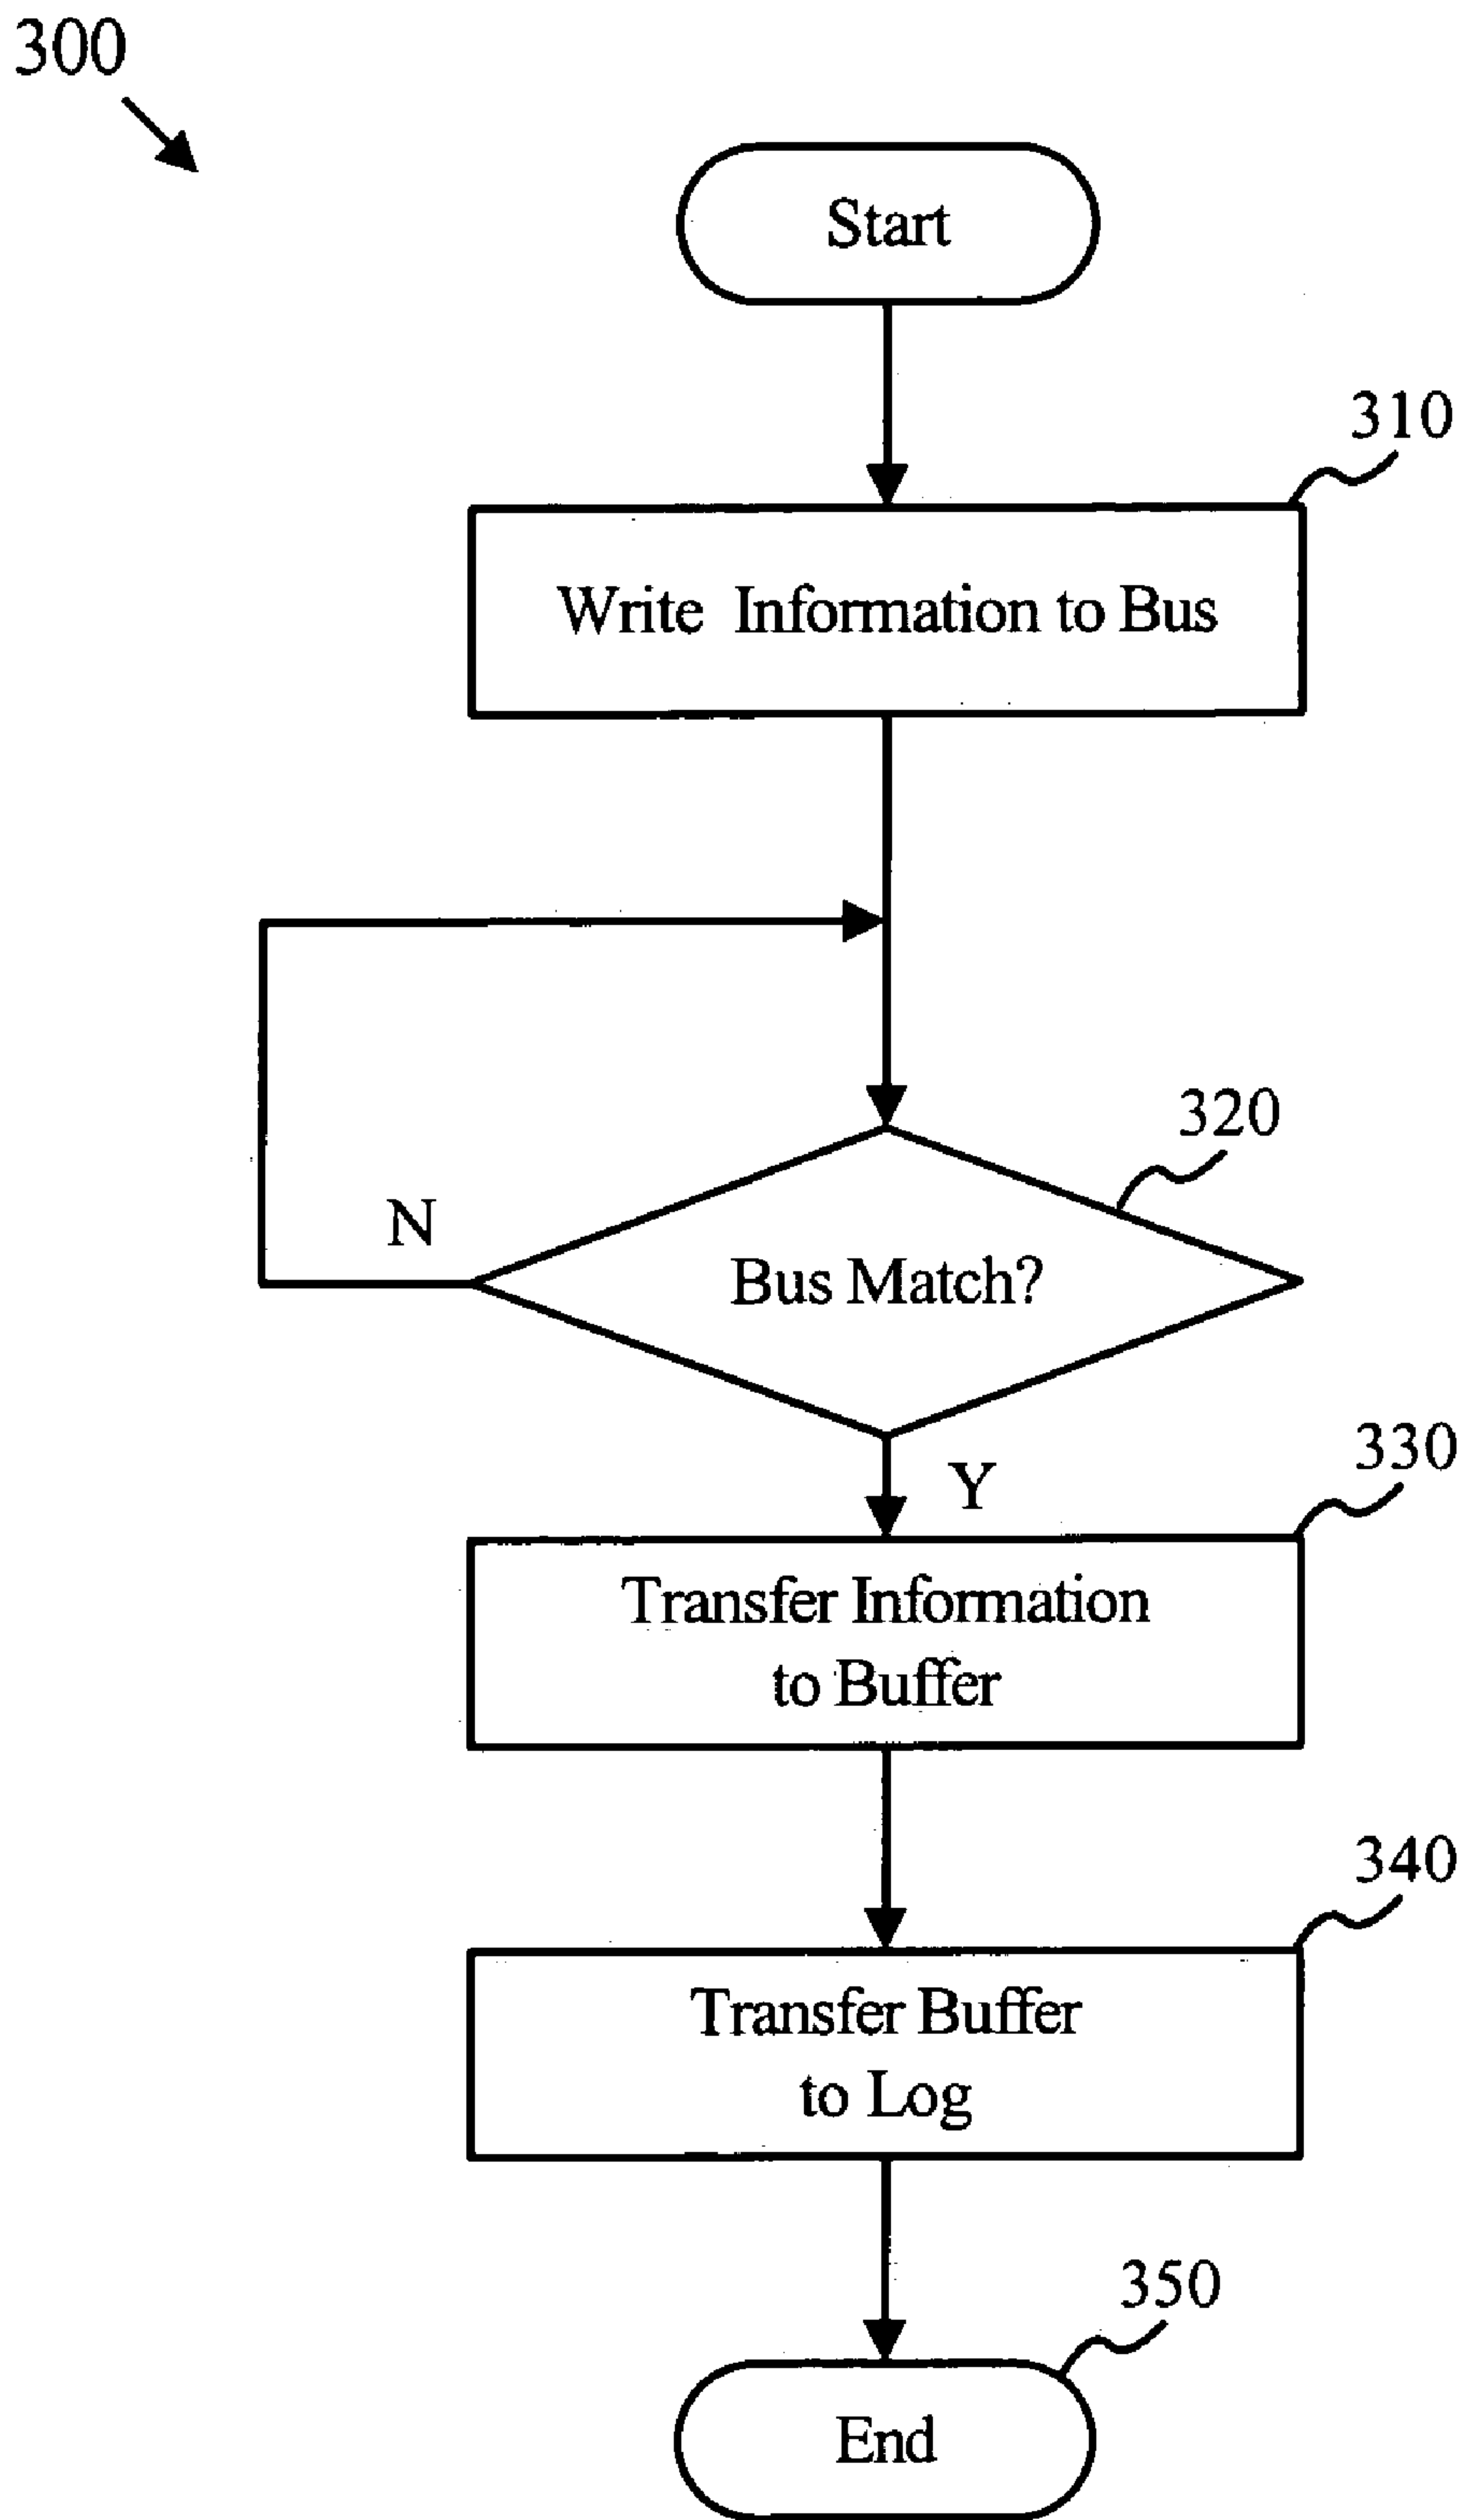 300
Start
310
Write Information to Bus
320
N
Bus Match?
Y
330
Transfer Information
to Buffer
340
Transfer Buffer
to Log
350
End